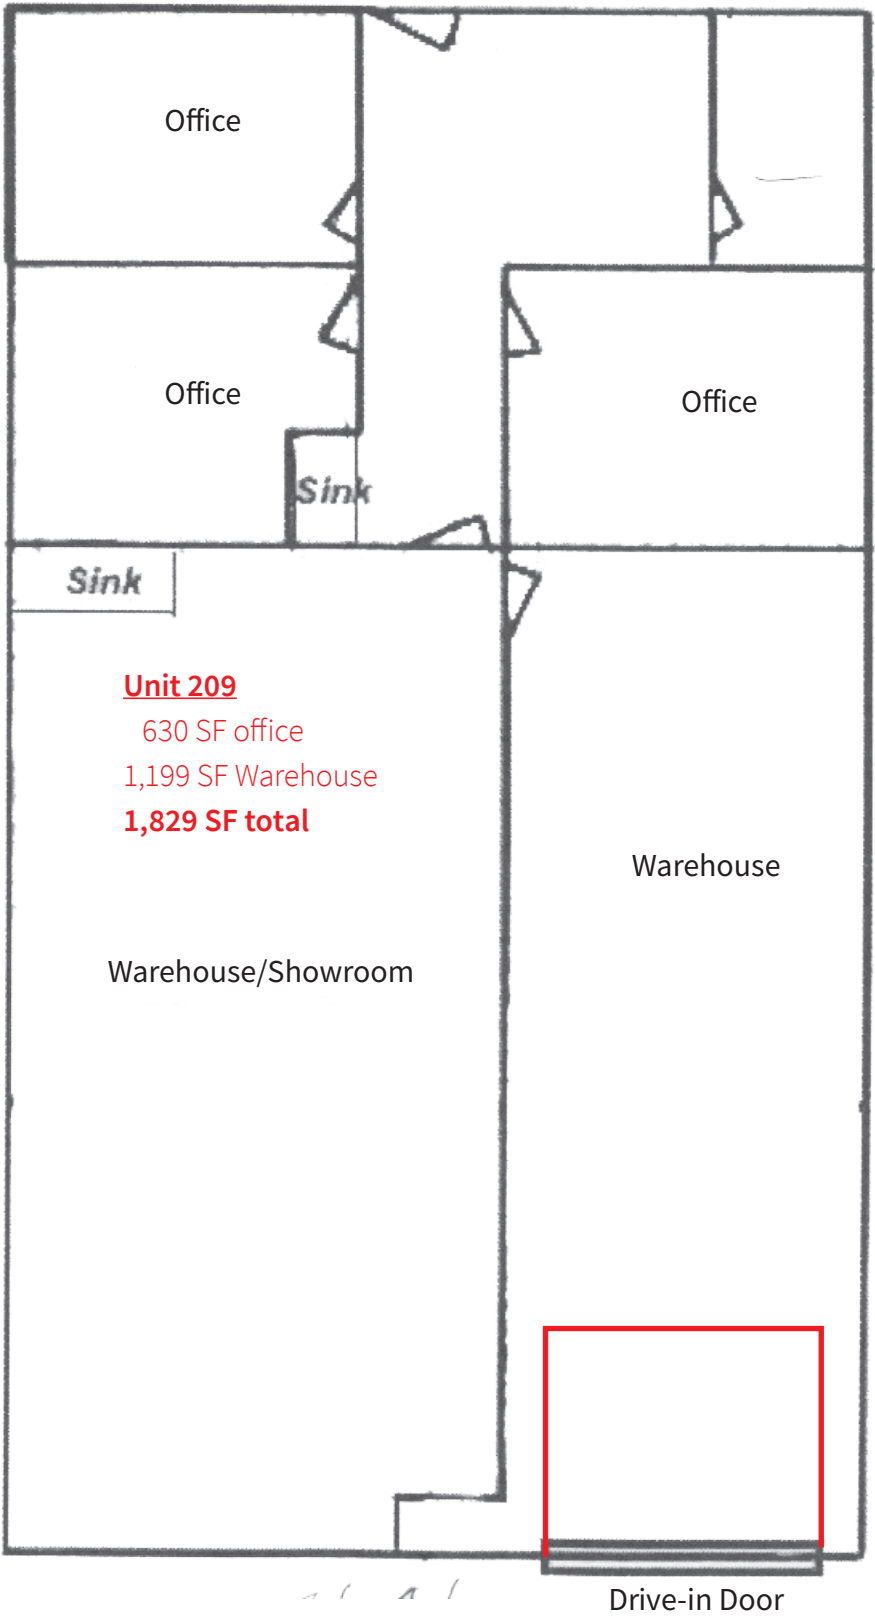 Office
Office
Office
Sink
Sink
Unit 209
630 SF office
1,199 SF Warehouse
1,829 SF total
Warehouse
Warehouse/Showroom
Drive-in Door